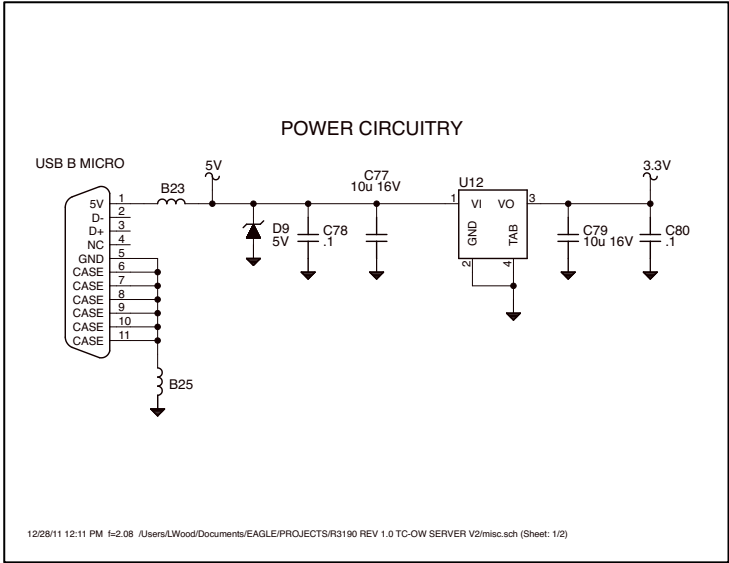 POWER CIRCUITRY
USB B MICRO
5V
1
D-
2
D+
3
NC
4
GND
5
CASE
6
CASE
7
CASE
8
CASE
9
CASE
10
CASE
11
B23
B25
5V
D9
5V
C78
.1
C77
10u 16V
U12
1
VI
VO
3
GND
TAB
2
4
C79
10u 16V
3.3V
C80
.1
12/28/11 12:11 PM f=2.08 /Users/LWood/Documents/EAGLE/PROJECTS/R3190 REV 1.0 TC-OW SERVER V2/misc.sch (Sheet: 1/2)